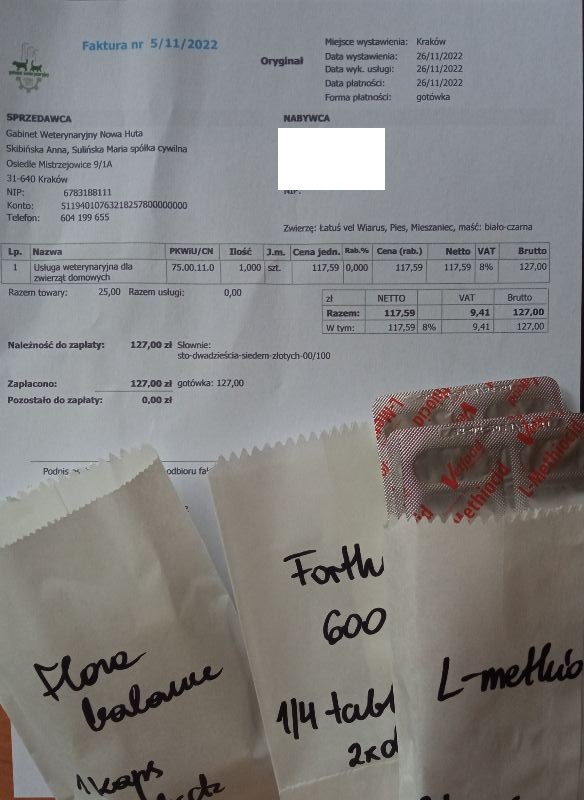 Faktura nr 5/11/2022
Oryginał
Miejsce wystawienia: Kraków
Data wystawienia: 26/11/2022
Data wyk. usługi: 26/11/2022
Data płatności: 26/11/2022
Forma płatności: gotówka
SPRZEDAWCA
Gabinet Weterynaryjny Nowa Huta
Skibińska Anna, Sulińska Maria spółka cywilna
Osiedle Mistrzejowice 9/1A
31-640 Kraków
NIP: 6783188111
Konto: 51194010763218257800000000
Telefon: 604 199 655
NABYWCA
NIP:
Zwierzę: Łatuś vel Wiarus, Pies, Mieszaniec, maść: biało-czarna
Lp. Nazwa PKWiU/CN Ilość J.m. Cena jedn. Rab.% Cena (rab.) Netto VAT Brutto
1 Usługa weterynaryjna dla zwierząt domowych 75.00.11.0 1,000 szt. 117,59 0,000 117,59 117,59 8% 127,00
Razem towary: 25,00 Razem usługi: 0,00
zł NETTO VAT Brutto
Razem: 117,59 9,41 127,00
W tym: 117,59 8% 9,41 127,00
Należność do zapłaty: 127,00 zł Słownie:
sto-dwadzieścia-siedem-złotych-00/100
Zapłacono: 127,00 zł gotówka: 127,00
Pozostało do zapłaty: 0,00 zł
odbioru
Flora
balance
1 kaps
Forth
600
1/4 tabl
2xd
L-Methiocid
L-methio